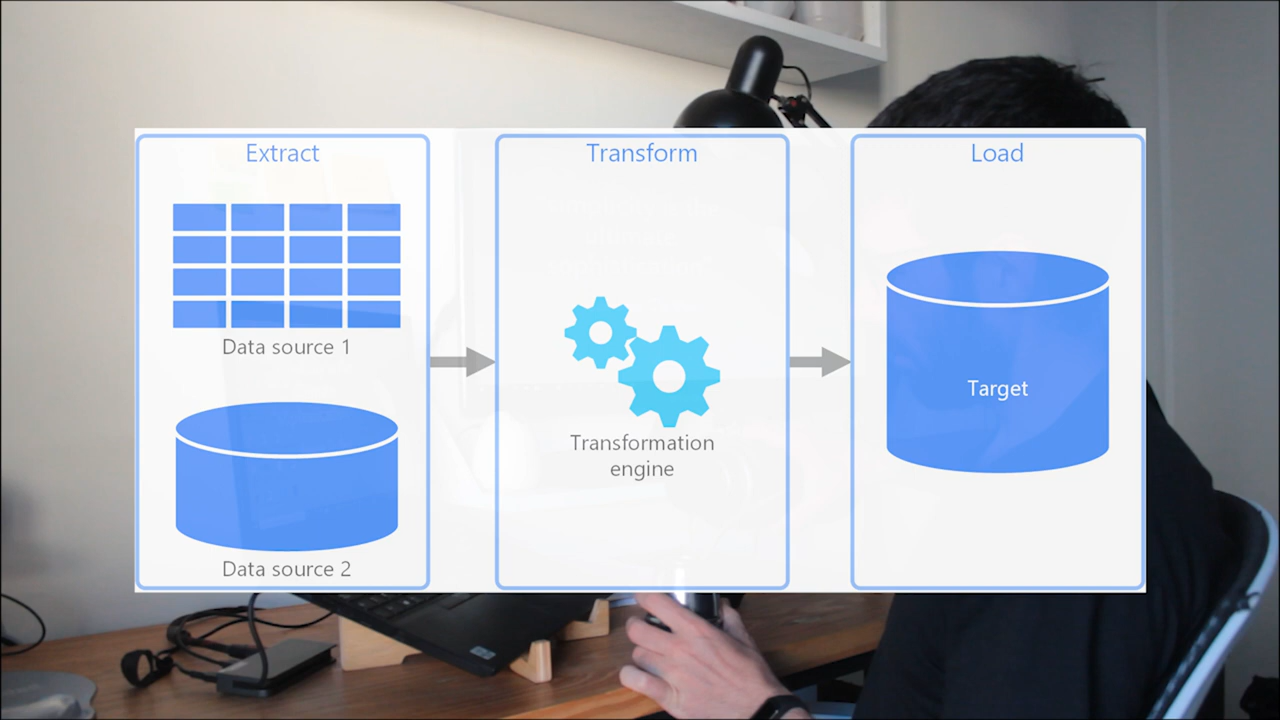 Extract
Data source 1
Data source 2
Transform
Transformation
engine
Load
Target